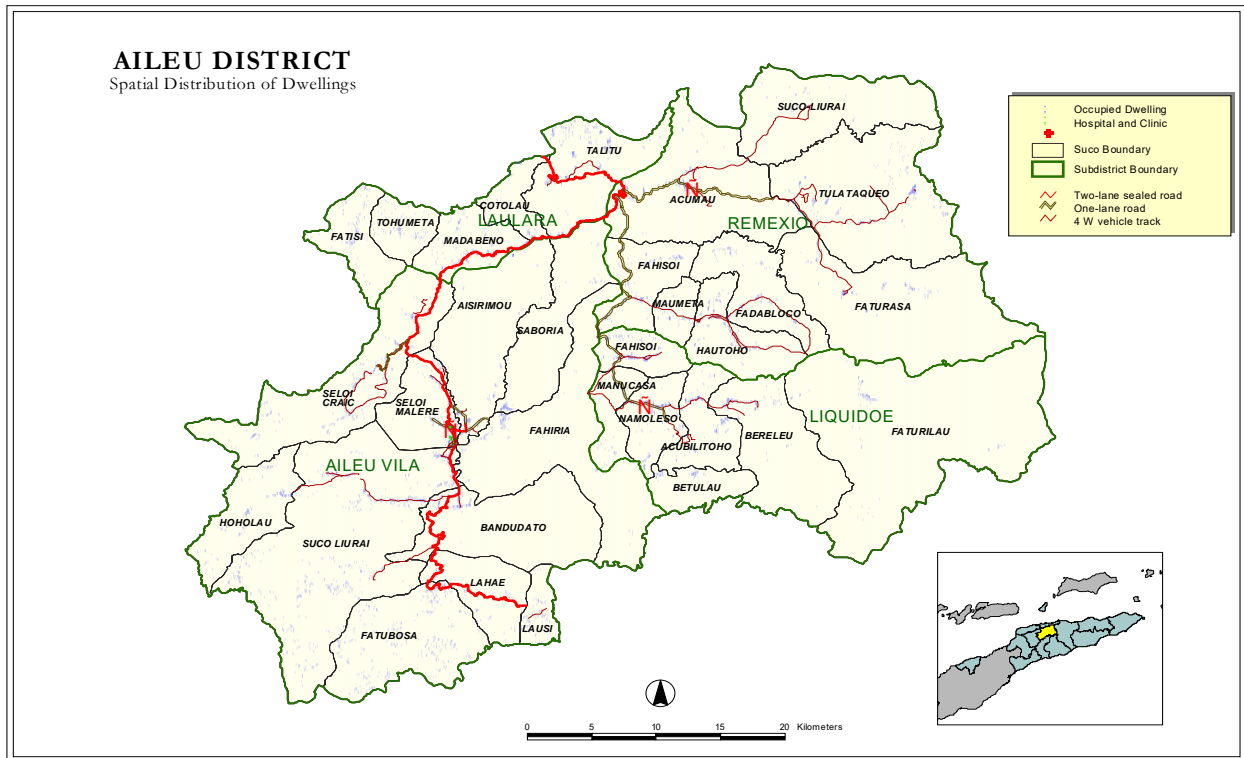 AILEU DISTRICT
Spatial Distribution of Dwellings
Occupied Dwelling
Hospital and Clinic
Suco Boundary
Subdistrict Boundary
Two-lane sealed road
One-lane road
4 W vehicle track
SUCO-LIURAI
TALITU
TULATAQUEO
Ñ
ACUMAU
COTOLAU
LAULARA
REMEXIO
TOHUMETA
FATISI
MADABENO
FAHISOI
AISIRIMOU
MAUMETA
FATURASA
FADABLOCO
SABORIA
FAHISOI
HAUTOHO
MANUCASA
SELOI
CRAIC
SELOI
MALERE
Ñ
NAMOLESO
LIQUIDOE
FAHIRIA
BERELEU
FATURILAU
Ñ
ACUBILITOHO
AILEU VILA
BETULAU
HOHOLAU
BANDUDATO
SUCO LIURAI
LAHAE
LAUSI
FATUBOSA
0 5 10 15 20 Kilometers